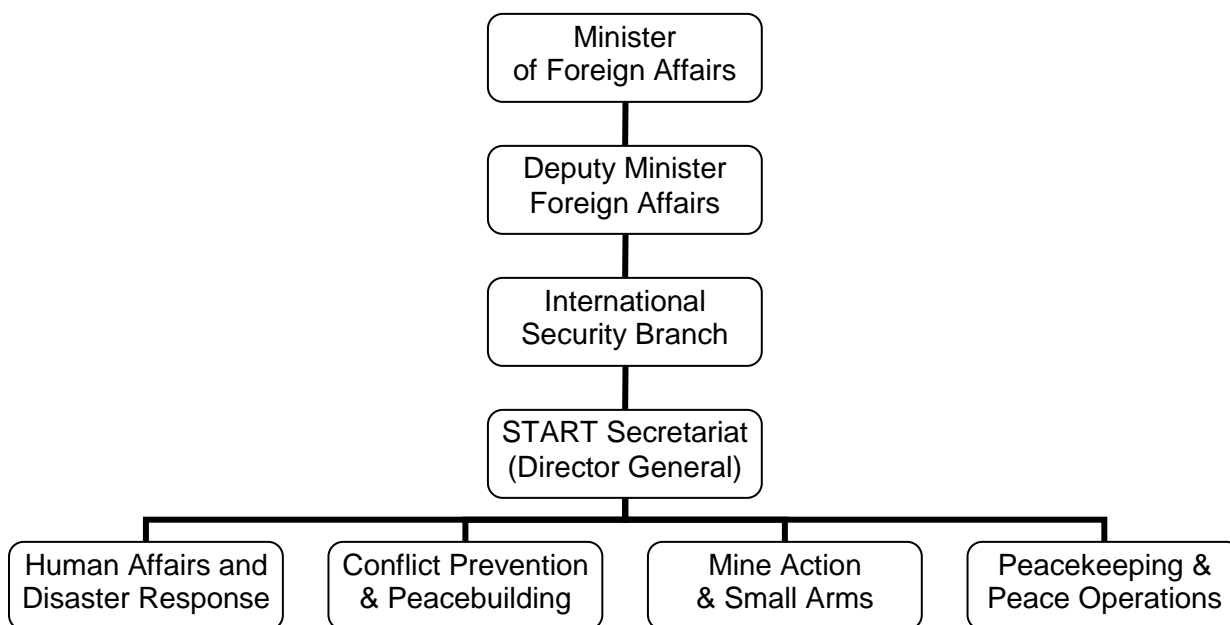 Minister
of Foreign Affairs
Deputy Minister
Foreign Affairs
International
Security Branch
START Secretariat
(Director General)
Human Affairs and
Disaster Response
Conflict Prevention
& Peacebuilding
Mine Action
& Small Arms
Peacekeeping &
Peace Operations